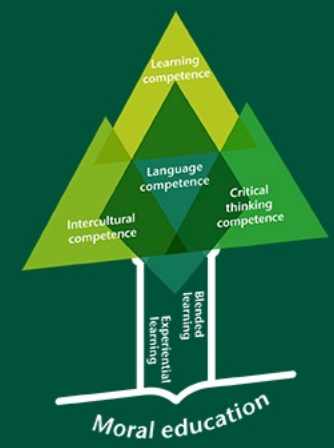 Learning
competence
Language
competence
Intercultural
competence
Critical
thinking
competence
Experiential
learning
Blended
learning
Moral education